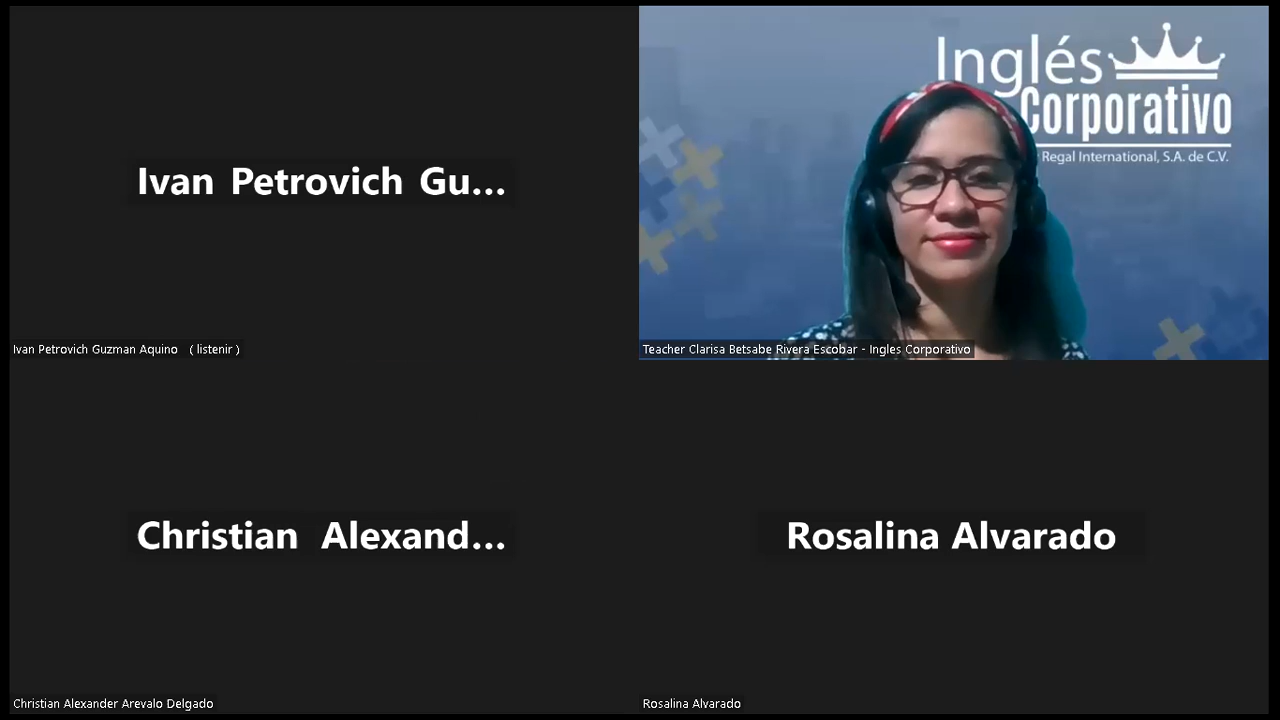 Ivan Petrovich Gu...
Ivan Petrovich Guzman Aquino ( listenir )
Inglés
Corporativo
Regal International, S.A. de C.V.
Teacher Clarisa Betsabe Rivera Escobar - Ingles Corporativo
Christian Alexand...
Christian Alexander Arevalo Delgado
Rosalina Alvarado
Rosalina Alvarado